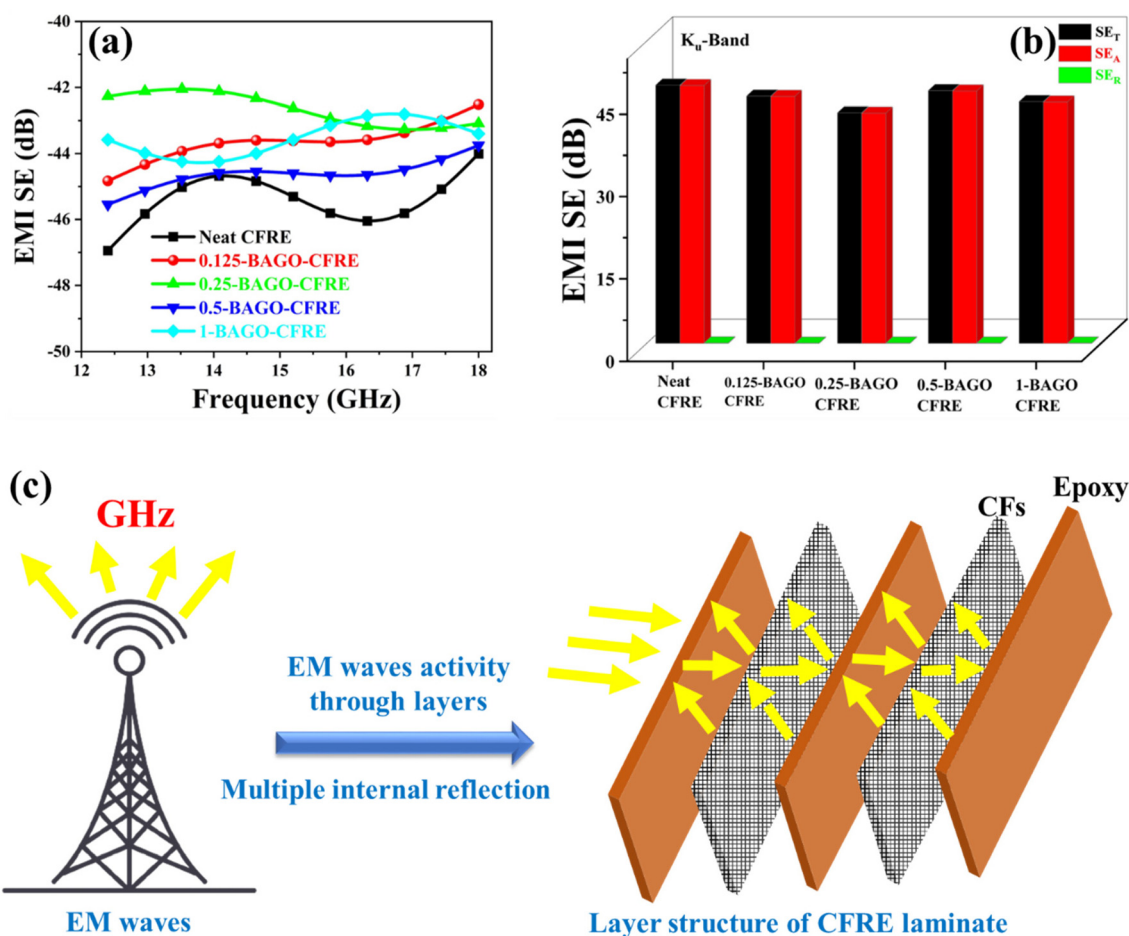 (a)
-40
-42
-44
-46
-48
-50
EMI SE (dB)
Neat CFRE
0.125-BAGO-CFRE
0.25-BAGO-CFRE
0.5-BAGO-CFRE
1-BAGO-CFRE
12 13 14 15 16 17 18
Frequency (GHz)
(b)
Kᵤ-Band
SE_T
SE_A
SE_R
45
30
15
0
EMI SE (dB)
Neat CFRE
0.125-BAGO CFRE
0.25-BAGO CFRE
0.5-BAGO CFRE
1-BAGO CFRE
(c)
GHz
EM waves
EM waves activity
through layers
Multiple internal reflection
CFs
Epoxy
Layer structure of CFRE laminate